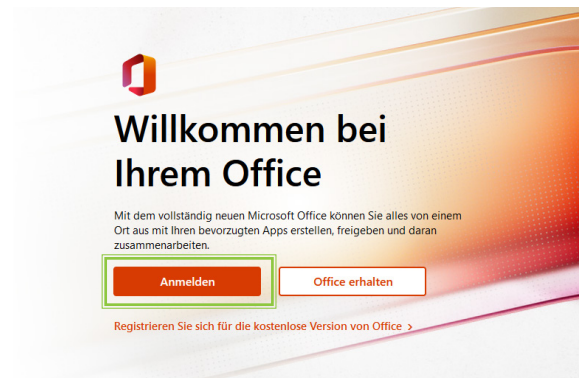 Willkommen bei
Ihrem Office
Mit dem vollständig neuen Microsoft Office können Sie alles von einem
Ort aus mit Ihren bevorzugten Apps erstellen, freigeben und daran
zusammenarbeiten.
Anmelden
Office erhalten
Registrieren Sie sich für die kostenlose Version von Office >